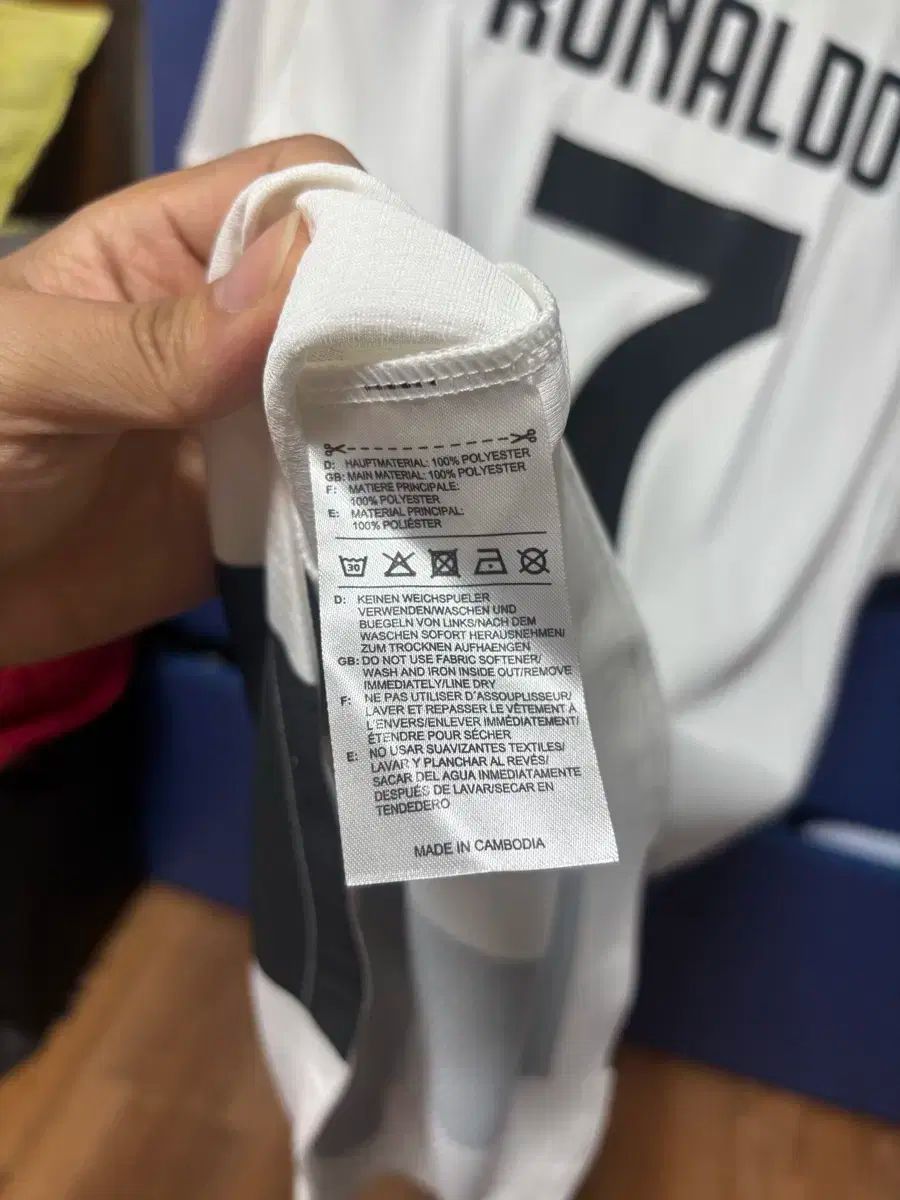 RONALDO
7
D: HAUPTMATERIAL: 100% POLYESTER
GB: MAIN MATERIAL: 100% POLYESTER
F: MATIERE PRINCIPALE:
100% POLYESTER
E: MATERIAL PRINCIPAL:
100% POLIÉSTER
30
D: KEINEN WEICHSPUELER
VERWENDEN/WASCHEN UND
BUEGELN VON LINKS/NACH DEM
WASCHEN SOFORT HERAUSNEHMEN/
ZUM TROCKNEN AUFHAENGEN
GB: DO NOT USE FABRIC SOFTENER/
WASH AND IRON INSIDE OUT/REMOVE
IMMEDIATELY/LINE DRY
F: NE PAS UTILISER D'ASSOUPLISSEUR/
LAVER ET REPASSER LE VÊTEMENT À
L'ENVERS/ENLEVER IMMÉDIATEMENT/
ÉTENDRE POUR SÉCHER
E: NO USAR SUAVIZANTES TEXTILES/
LAVAR Y PLANCHAR AL REVÉS/
SACAR DEL AGUA INMEDIATAMENTE
DESPUÉS DE LAVAR/SECAR EN
TENDEDERO
MADE IN CAMBODIA